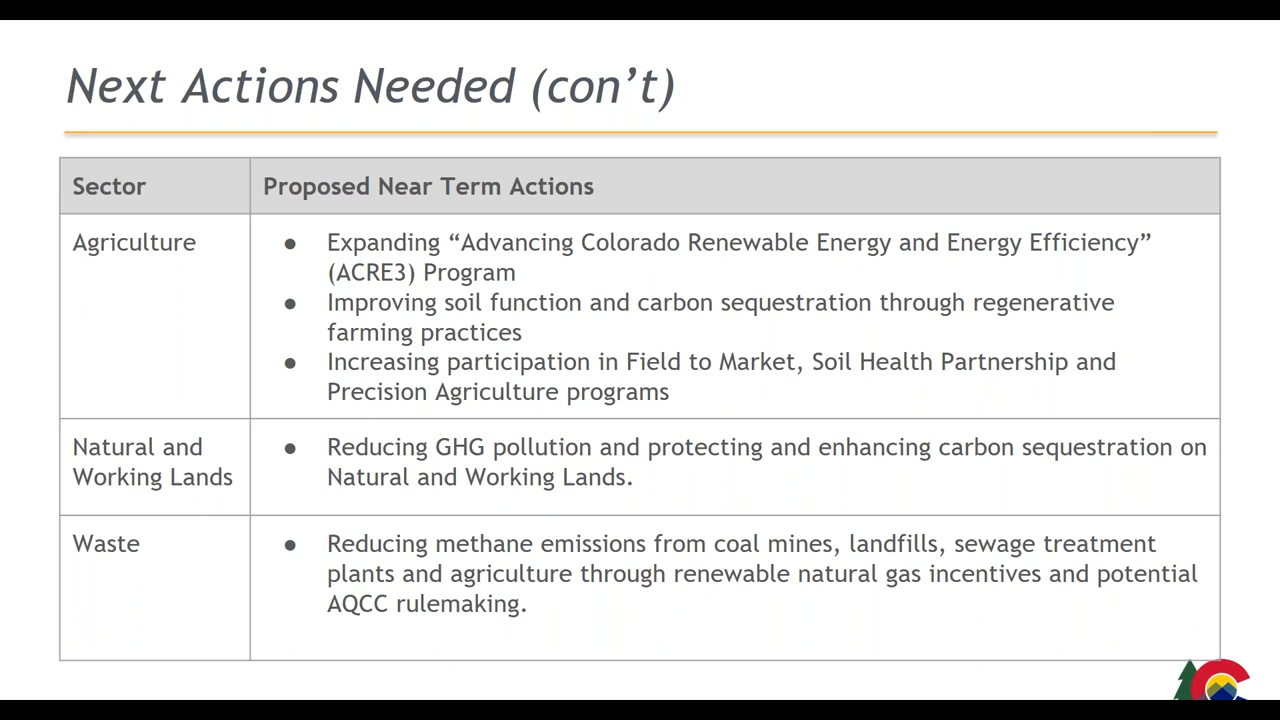 Next Actions Needed (con’t)
Sector
Proposed Near Term Actions
Agriculture
● Expanding “Advancing Colorado Renewable Energy and Energy Efficiency”
(ACRE3) Program
● Improving soil function and carbon sequestration through regenerative
farming practices
● Increasing participation in Field to Market, Soil Health Partnership and
Precision Agriculture programs
Natural and
Working Lands
● Reducing GHG pollution and protecting and enhancing carbon sequestration on
Natural and Working Lands.
Waste
● Reducing methane emissions from coal mines, landfills, sewage treatment
plants and agriculture through renewable natural gas incentives and potential
AQCC rulemaking.